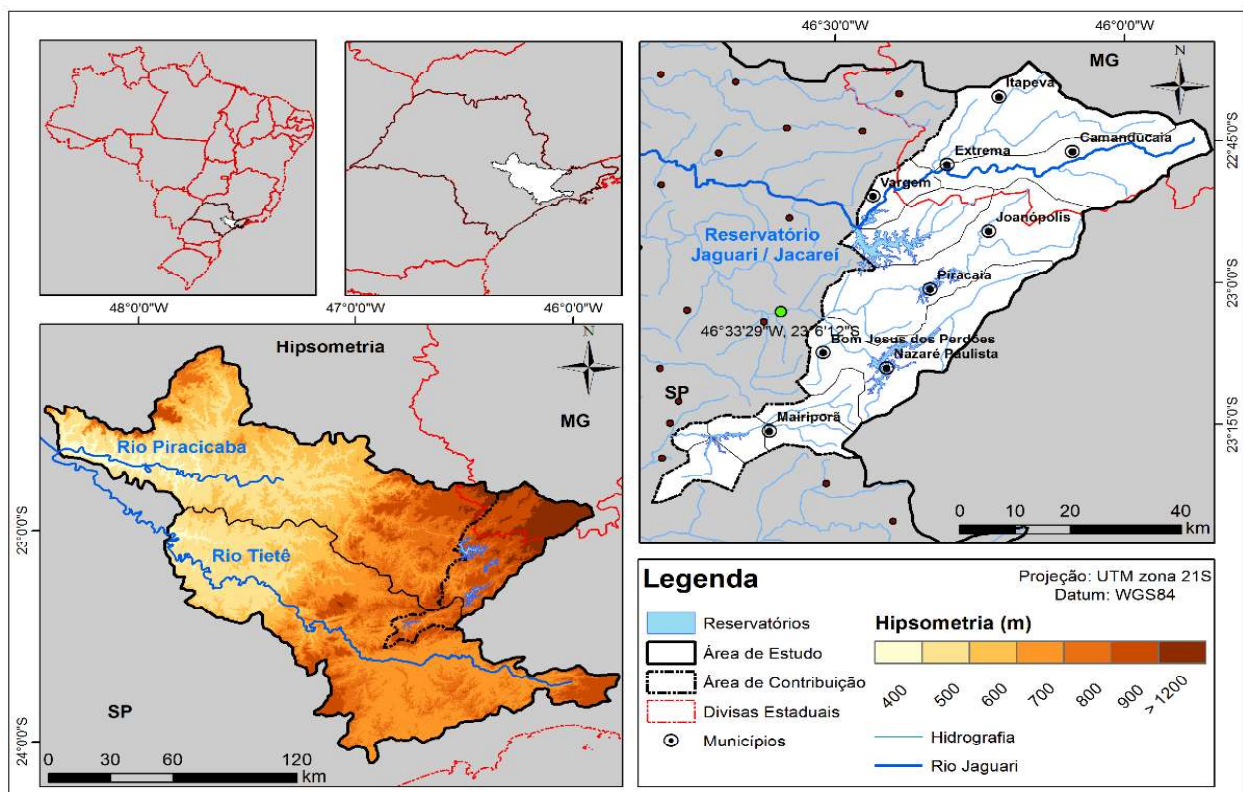 48°0'0"W
47°0'0"W
46°0'0"W
Hipsometria
N
MG
Rio Piracicaba
Rio Tietê
SP
22°0'0"S
24°0'0"S
0 30 60 120
km
46°30'0"W
46°0'0"W
MG
N
Itapeva
Camanducaia
Extrema
Vargem
Joanópolis
Reservatório
Jaguari / Jacareí
Piracaia
46°33'29"W, 23°6'12"S
Bom Jesus dos Perdões
Nazaré Paulista
SP
Mairiporã
22°45'0"S
23°0'0"S
23°15'0"S
0 10 20 40
km
Legenda
Projeção: UTM zona 21S
Datum: WGS84
Reservatórios
Área de Estudo
Área de Contribuição
Divisas Estaduais
Municípios
Hipsometria (m)
400 500 600 700 800 900 > 1200
Hidrografia
Rio Jaguari